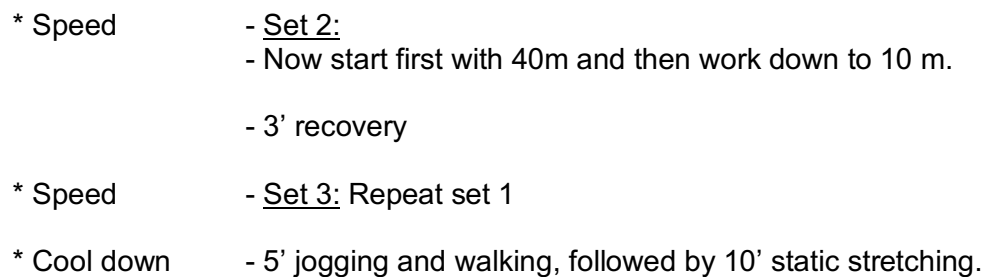 * Speed - Set 2:
- Now start first with 40m and then work down to 10 m.
- 3’ recovery
* Speed - Set 3: Repeat set 1
* Cool down - 5’ jogging and walking, followed by 10’ static stretching.